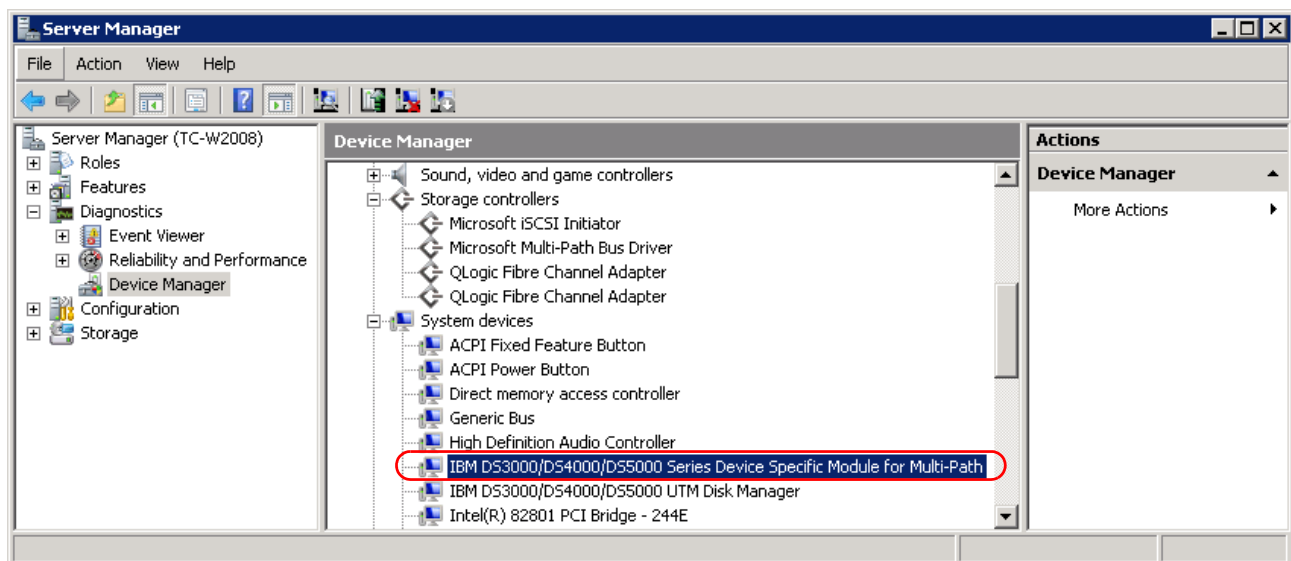 Server Manager
File Action View Help
Server Manager (TC-W2008)
Roles
Features
Diagnostics
Event Viewer
Reliability and Performance
Device Manager
Configuration
Storage
Device Manager
Sound, video and game controllers
Storage controllers
Microsoft iSCSI Initiator
Microsoft Multi-Path Bus Driver
QLogic Fibre Channel Adapter
QLogic Fibre Channel Adapter
System devices
ACPI Fixed Feature Button
ACPI Power Button
Direct memory access controller
Generic Bus
High Definition Audio Controller
IBM DS3000/DS4000/DS5000 Series Device Specific Module for Multi-Path
IBM DS3000/DS4000/DS5000 UTM Disk Manager
Intel(R) 82801 PCI Bridge - 244E
Actions
Device Manager
More Actions